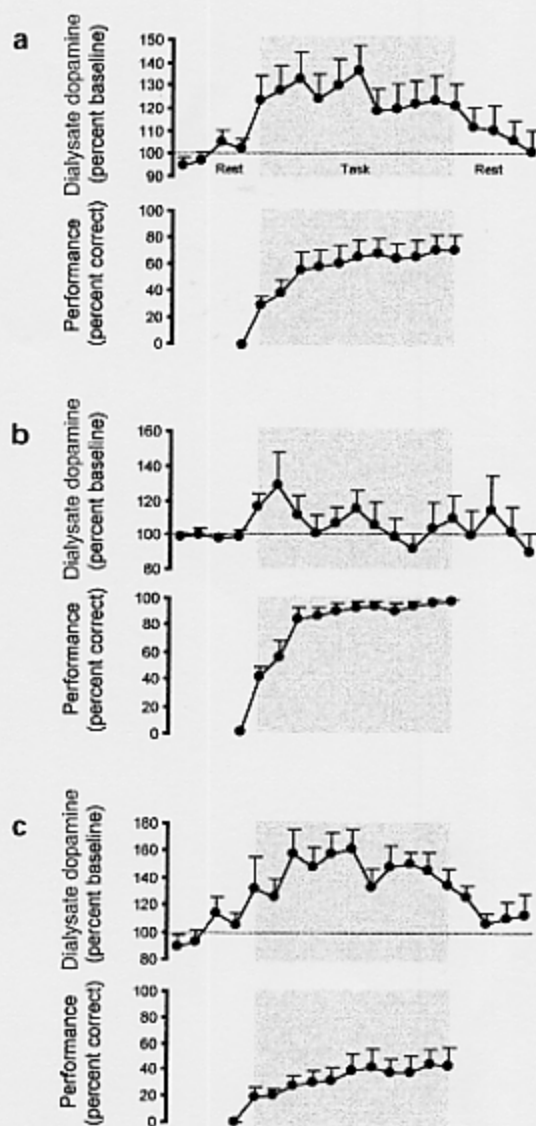 a
Dialysate dopamine
(percent baseline)
150
140
130
120
110
100
90
Rest
Task
Rest
Performance
(percent correct)
100
80
60
40
20
0
b
Dialysate dopamine
(percent baseline)
160
140
120
100
80
Performance
(percent correct)
100
80
60
40
20
0
c
Dialysate dopamine
(percent baseline)
180
160
140
120
100
80
Performance
(percent correct)
100
80
60
40
20
0